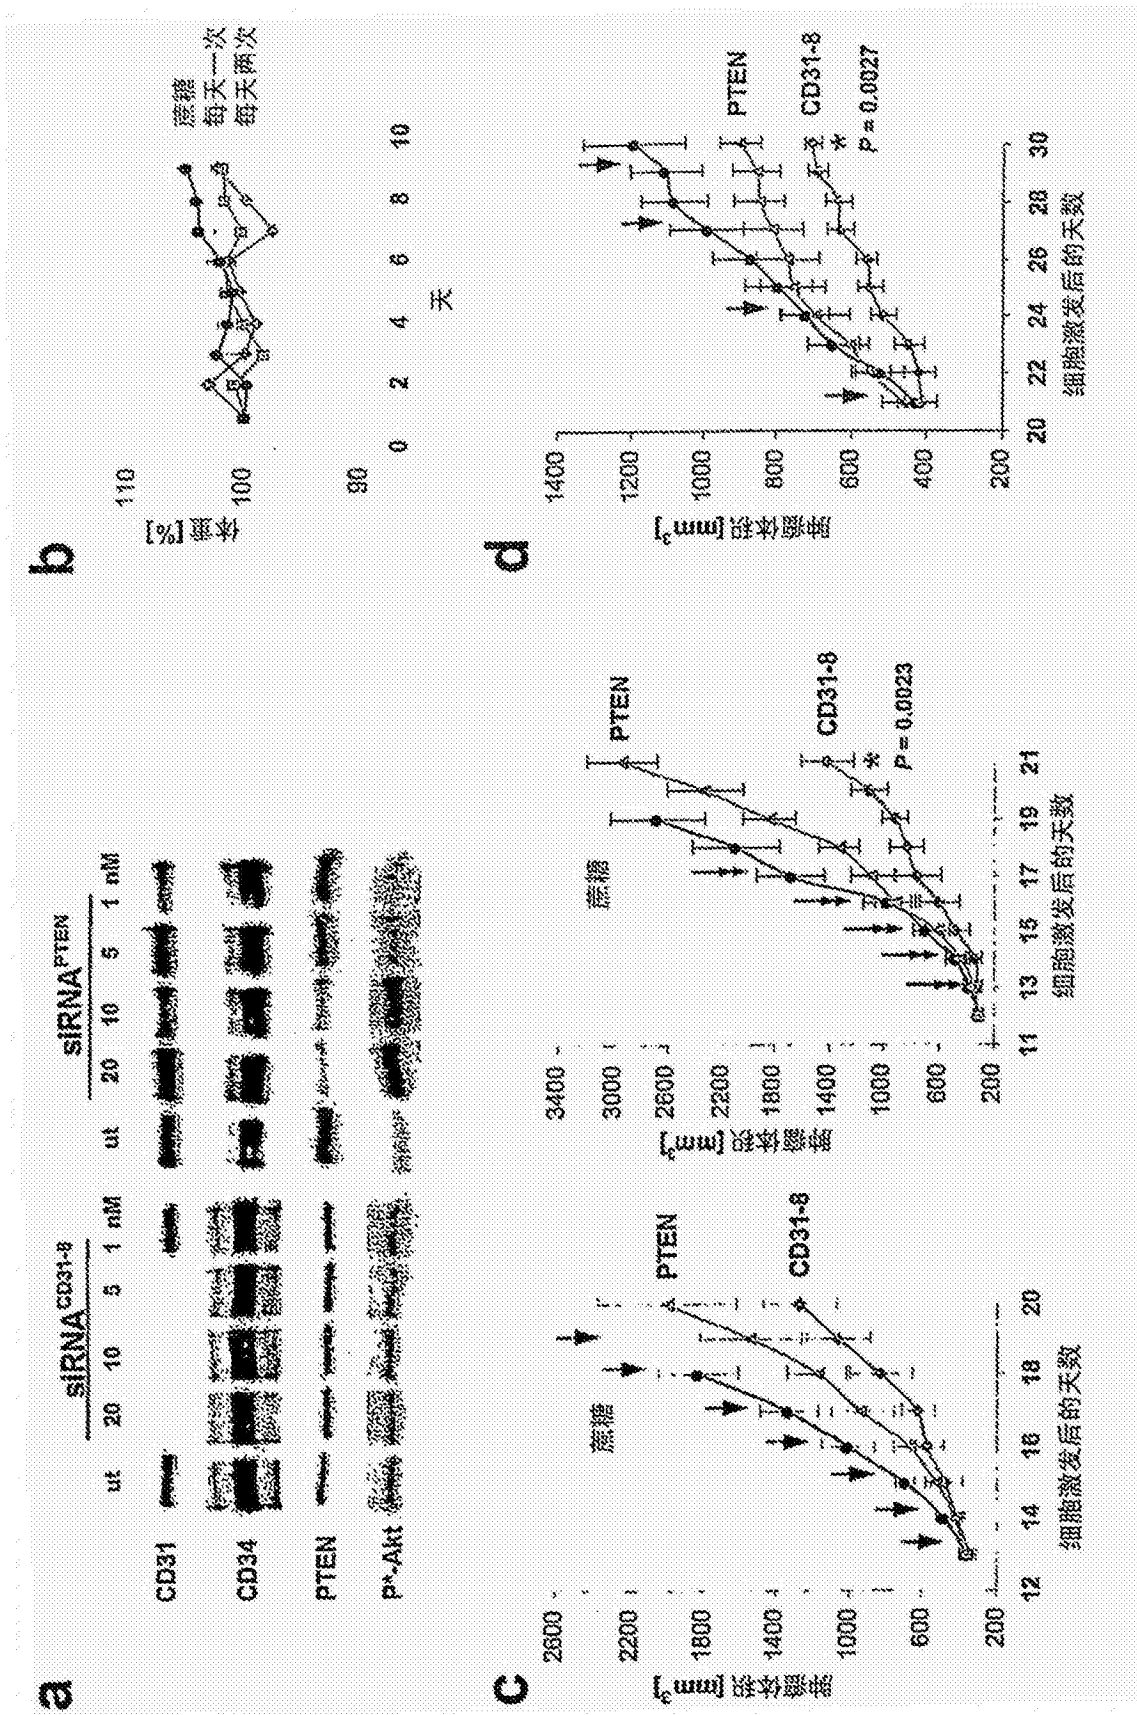 a
siRNA^CD31-8 siRNA^PTEN
ut 20 10 5 1 nM ut 20 10 5 1 nM
CD31
CD34
PTEN
P*-Akt
b
体重 [%]
110
100
90
0 2 4 6 8 10
天
蔗糖
每天一次
每天两次
c
肿瘤体积 [mm³]
2600
2200
1800
1400
1000
600
200
12 14 16 18 20
细胞激发后的天数
蔗糖
PTEN
CD31-8
肿瘤体积 [mm³]
3400
3000
2600
2200
1800
1400
1000
600
200
11 13 15 17 19 21
细胞激发后的天数
蔗糖
PTEN
CD31-8
*
P = 0.0023
d
肿瘤体积 [mm³]
1400
1200
1000
800
600
400
200
20 22 24 26 28 30
细胞激发后的天数
PTEN
CD31-8
*
P = 0.0027